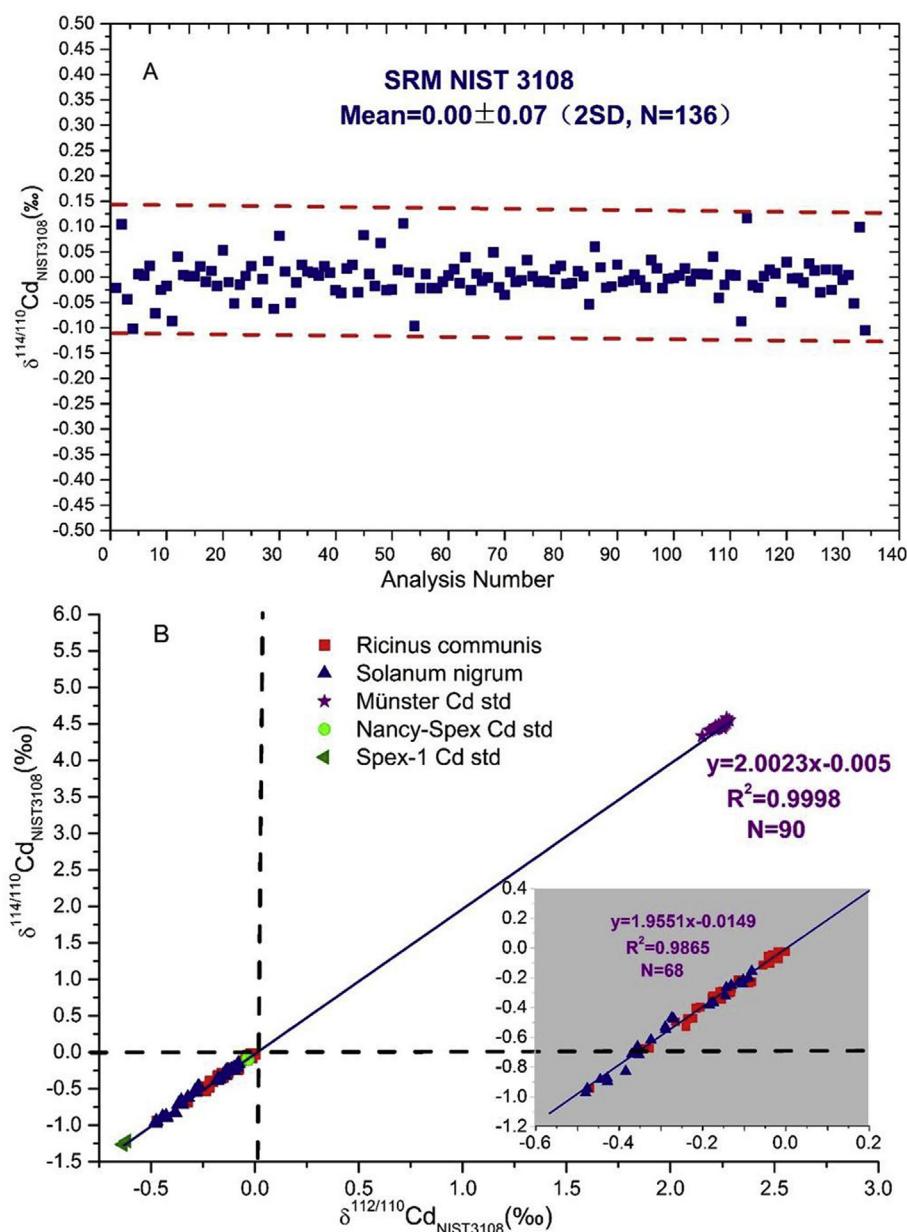 0.50
0.45
0.40
0.35
0.30
0.25
0.20
0.15
0.10
0.05
0.00
-0.05
-0.10
-0.15
-0.20
-0.25
-0.30
-0.35
-0.40
-0.45
-0.50
δ114/110CdNIST3108(‰)
A
SRM NIST 3108
Mean=0.00±0.07（2SD, N=136）
0 10 20 30 40 50 60 70 80 90 100 110 120 130 140
Analysis Number
6.0
5.5
5.0
4.5
4.0
3.5
3.0
2.5
2.0
1.5
1.0
0.5
0.0
-0.5
-1.0
-1.5
δ114/110CdNIST3108(‰)
B
Ricinus communis
Solanum nigrum
Münster Cd std
Nancy-Spex Cd std
Spex-1 Cd std
y=2.0023x-0.005
R2=0.9998
N=90
0.4
0.2
0.0
-0.2
-0.4
-0.6
-0.8
-1.0
-1.2
y=1.9551x-0.0149
R2=0.9865
N=68
-0.6 -0.4 -0.2 0.0 0.2
-0.5 0.0 0.5 1.0 1.5 2.0 2.5 3.0
δ112/110CdNIST3108(‰)